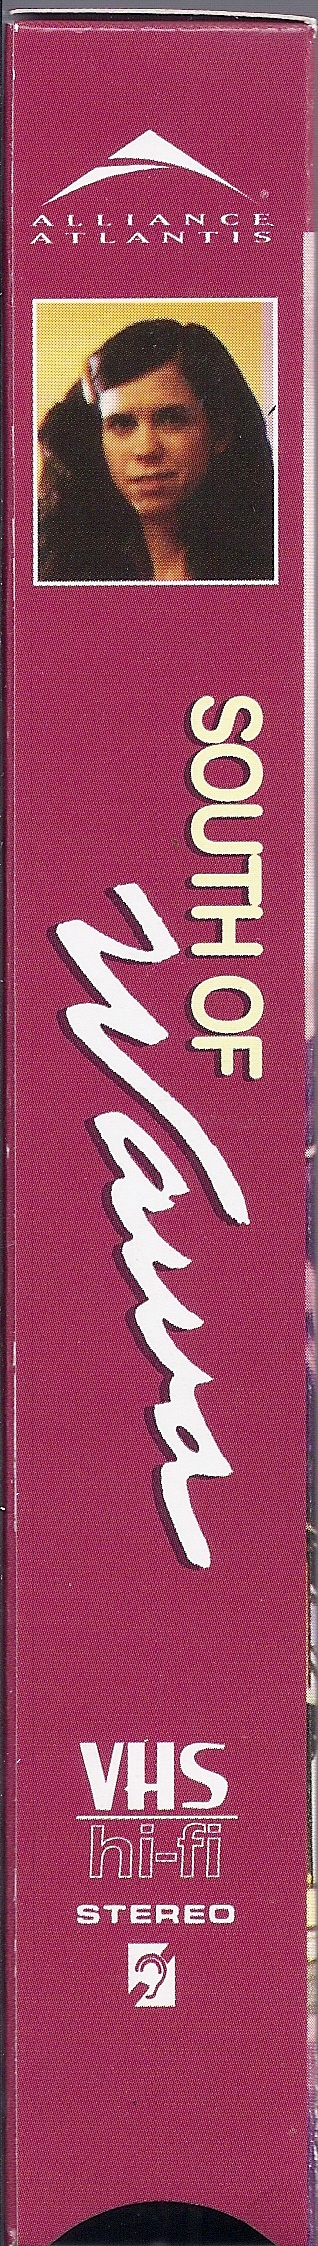 ALLIANCE
ATLANTIS
SOUTH OF
Wawa
VHS
hi-fi
STEREO